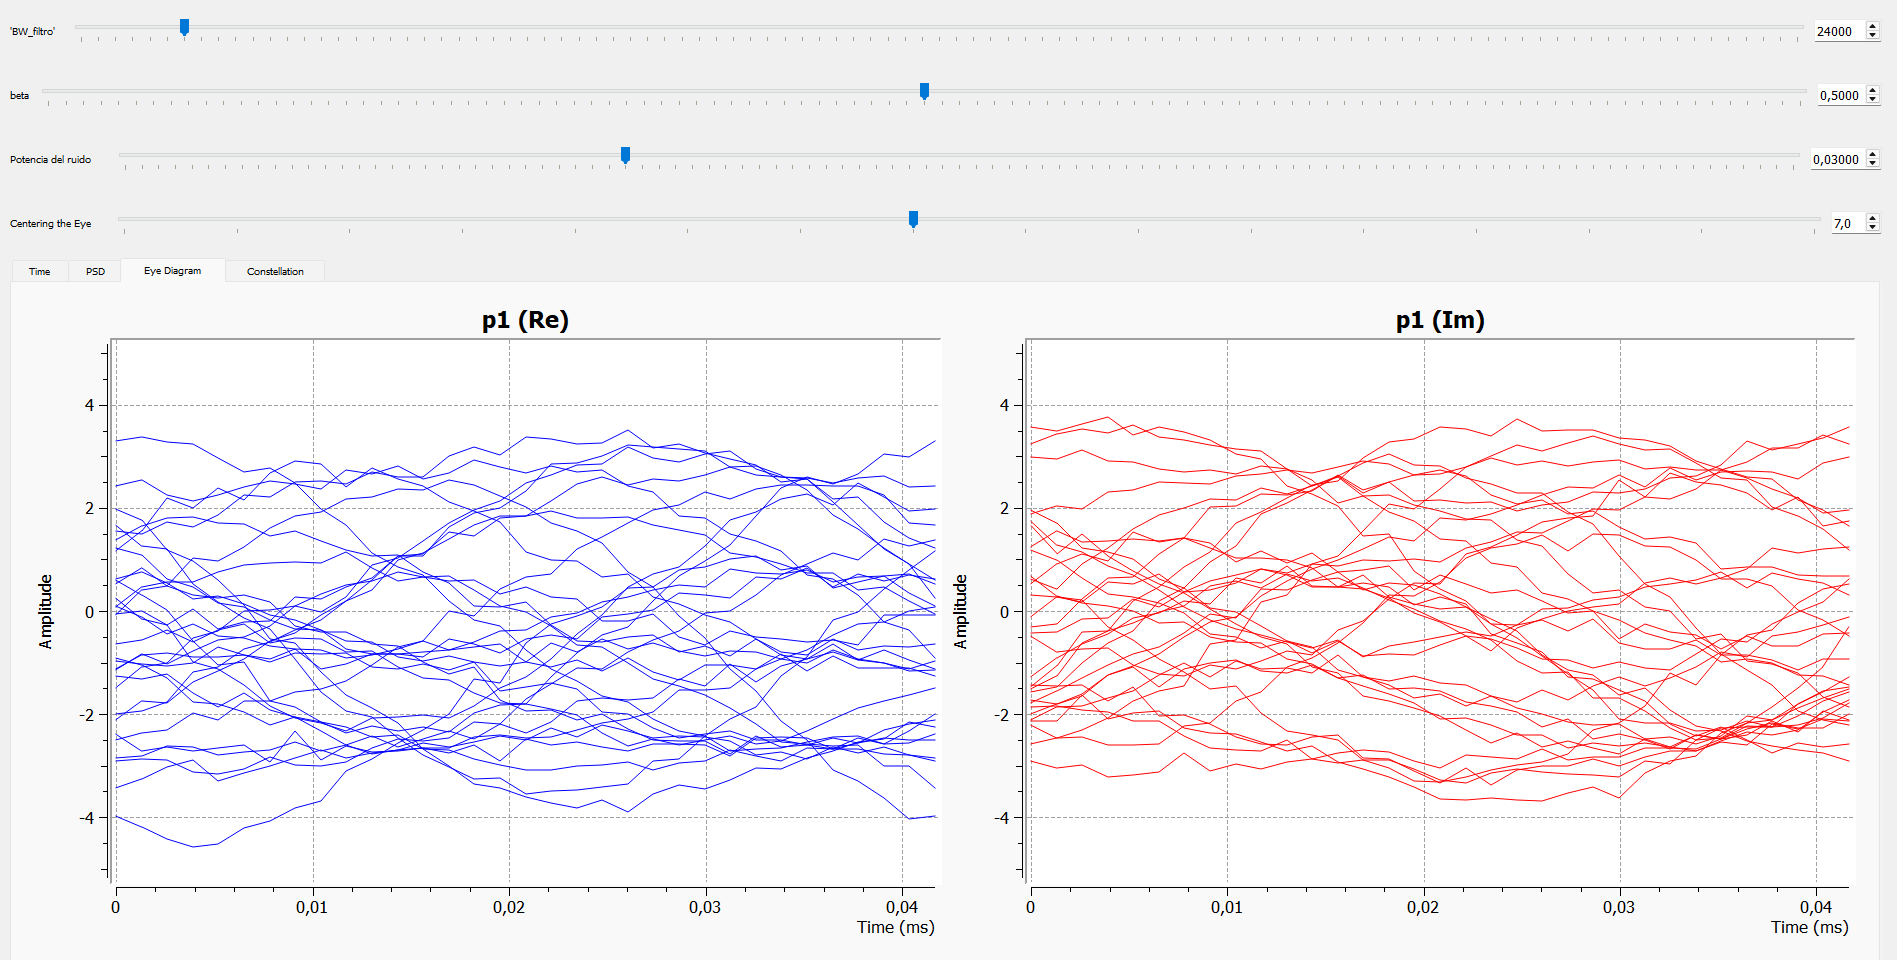 'BW_filtro' 24000
beta 0,5000
Potencia del ruido 0,03000
Centering the Eye 7,0
Time PSD Eye Diagram Constellation
p1 (Re)
Amplitude
4
2
0
-2
-4
0 0,01 0,02 0,03 0,04
Time (ms)
p1 (Im)
Amplitude
4
2
0
-2
-4
0 0,01 0,02 0,03 0,04
Time (ms)